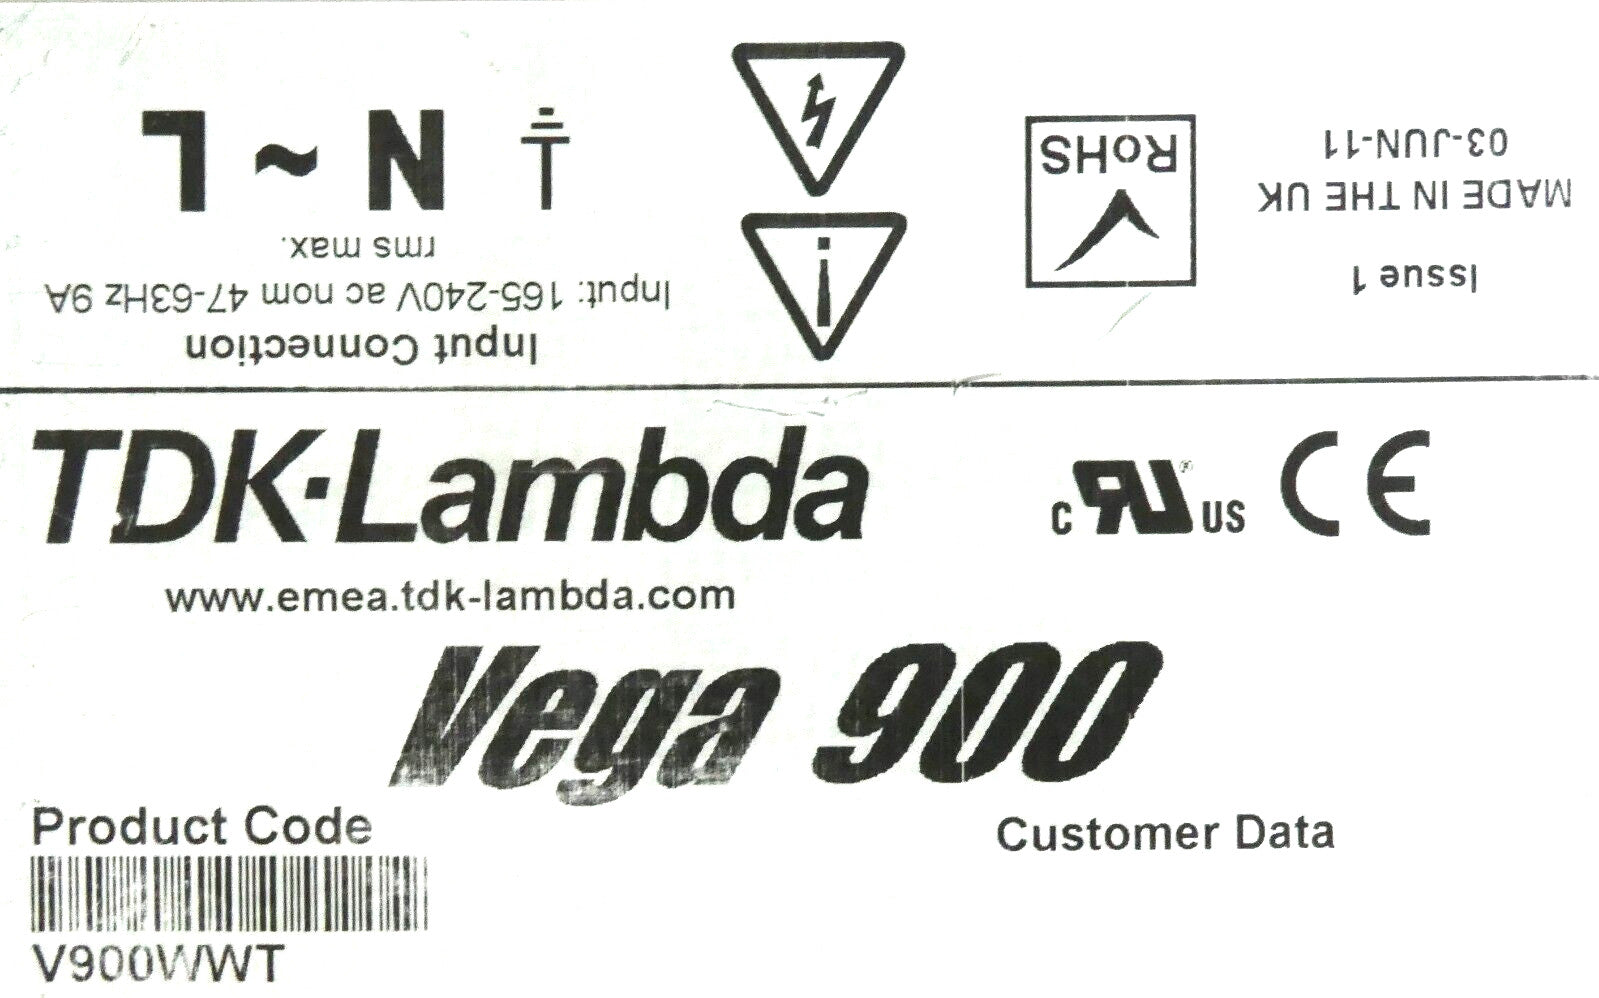 Issue 1
MADE IN THE UK
03-JUN-11
RoHS
i
Input Connection
Input: 165-240V ac nom 47-63Hz 9A
rms max.
N ~ L
TDK·Lambda
www.emea.tdk-lambda.com
c RU ® US CE
Vega 900
Product Code
V900WWT
Customer Data